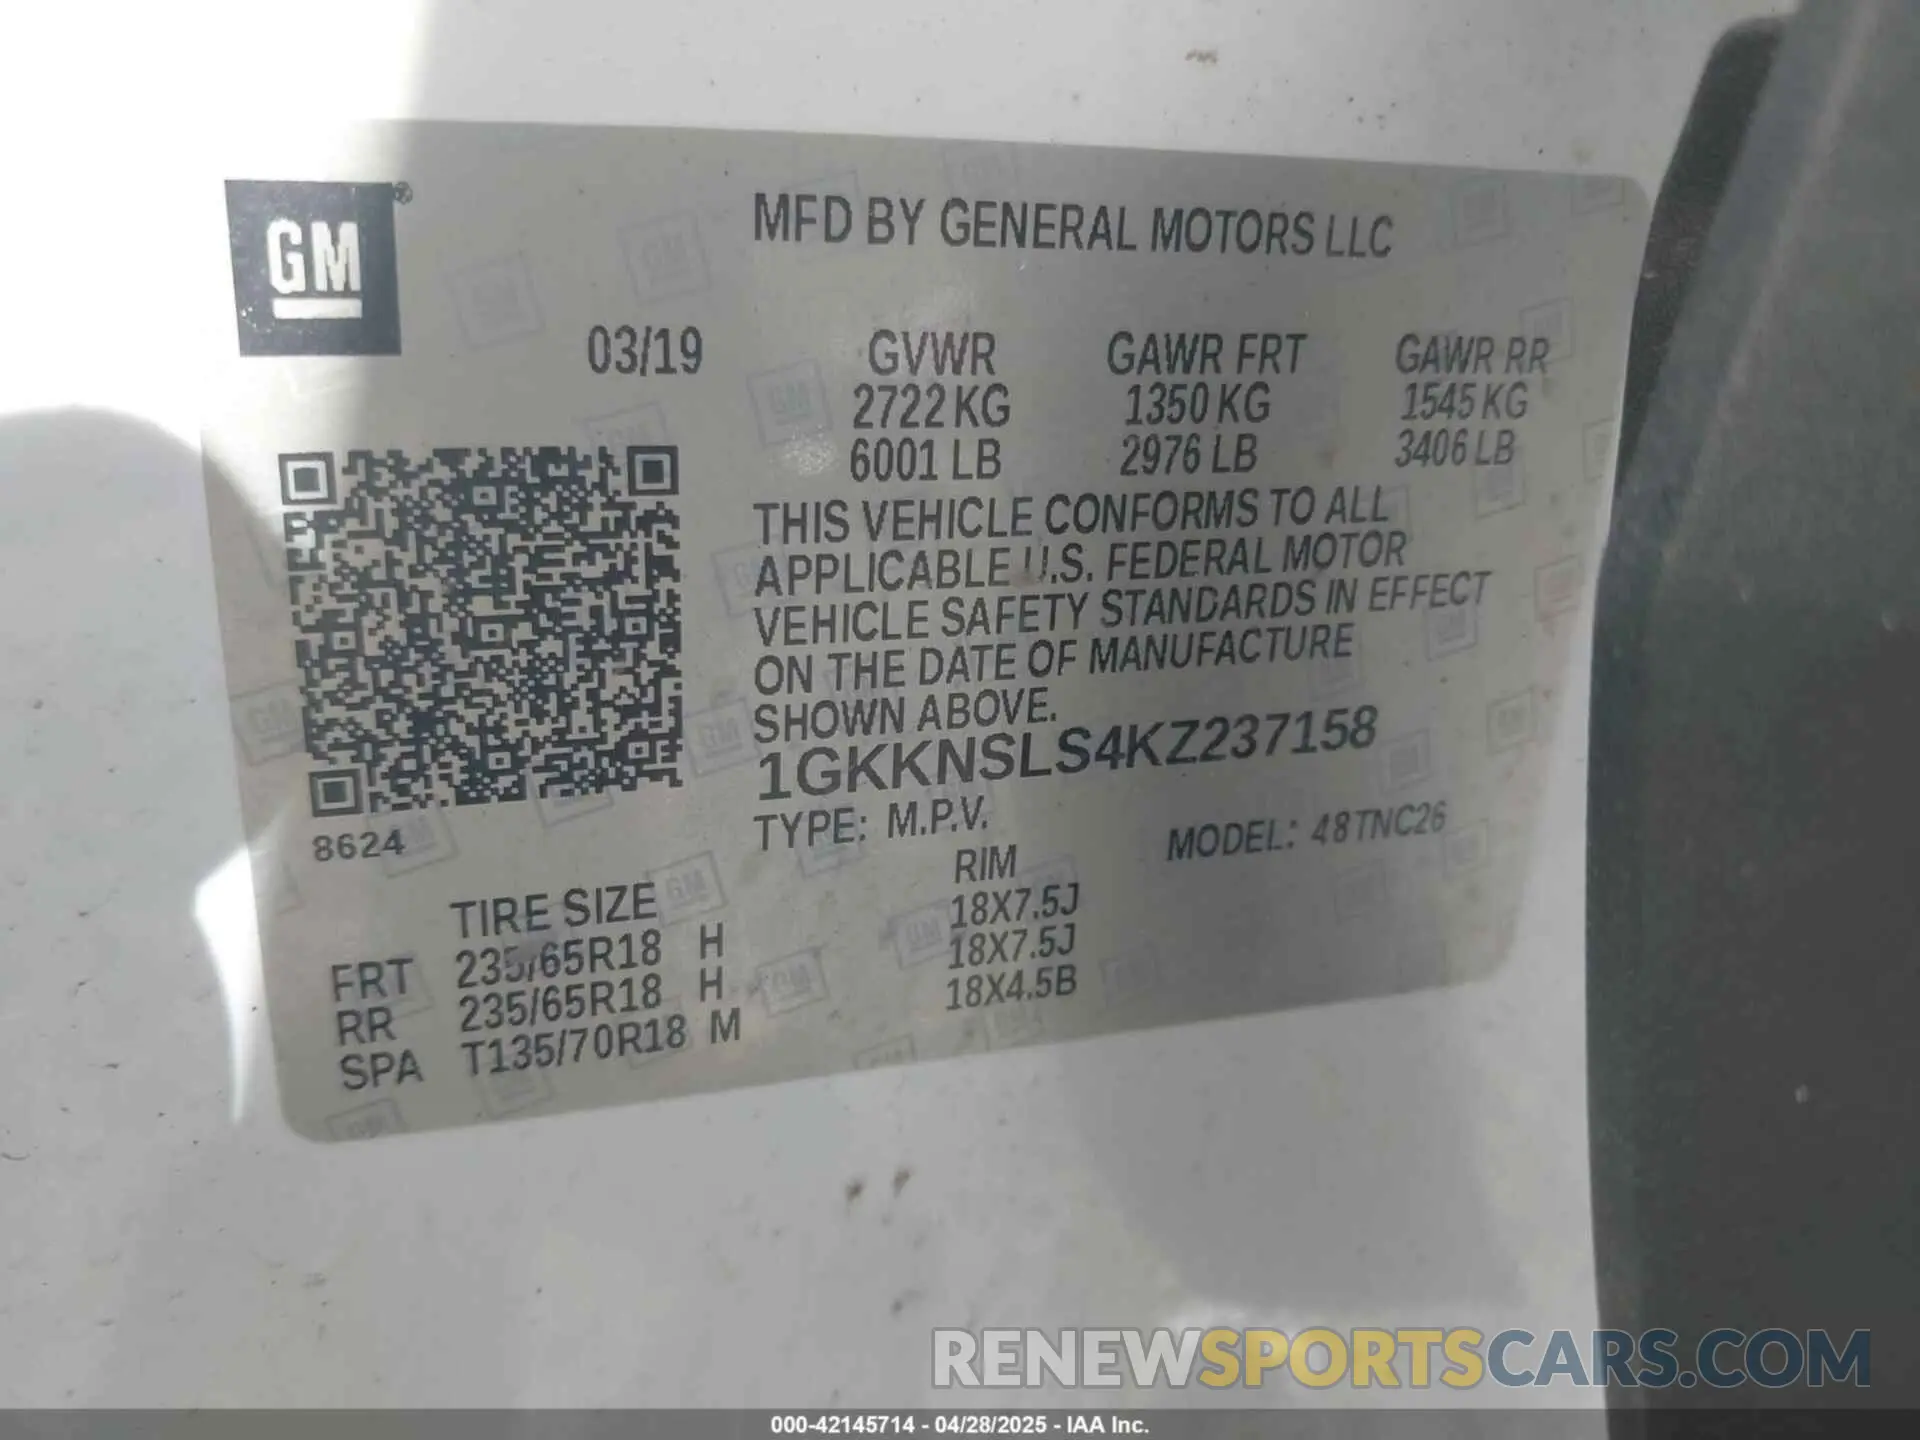 GM®
MFD BY GENERAL MOTORS LLC
03/19 GVWR GAWR FRT GAWR RR
2722 KG 1350 KG 1545 KG
6001 LB 2976 LB 3406 LB
THIS VEHICLE CONFORMS TO ALL
APPLICABLE U.S. FEDERAL MOTOR
VEHICLE SAFETY STANDARDS IN EFFECT
ON THE DATE OF MANUFACTURE
SHOWN ABOVE.
1GKKNSLS4KZ237158
TYPE: M.P.V. MODEL: 48TNC26
8624
TIRE SIZE RIM
FRT 235/65R18 H 18X7.5J
RR 235/65R18 H 18X7.5J
SPA T135/70R18 M 18X4.5B
RENEWSPORTSCARS.COM
000-42145714 - 04/28/2025 - IAA Inc.